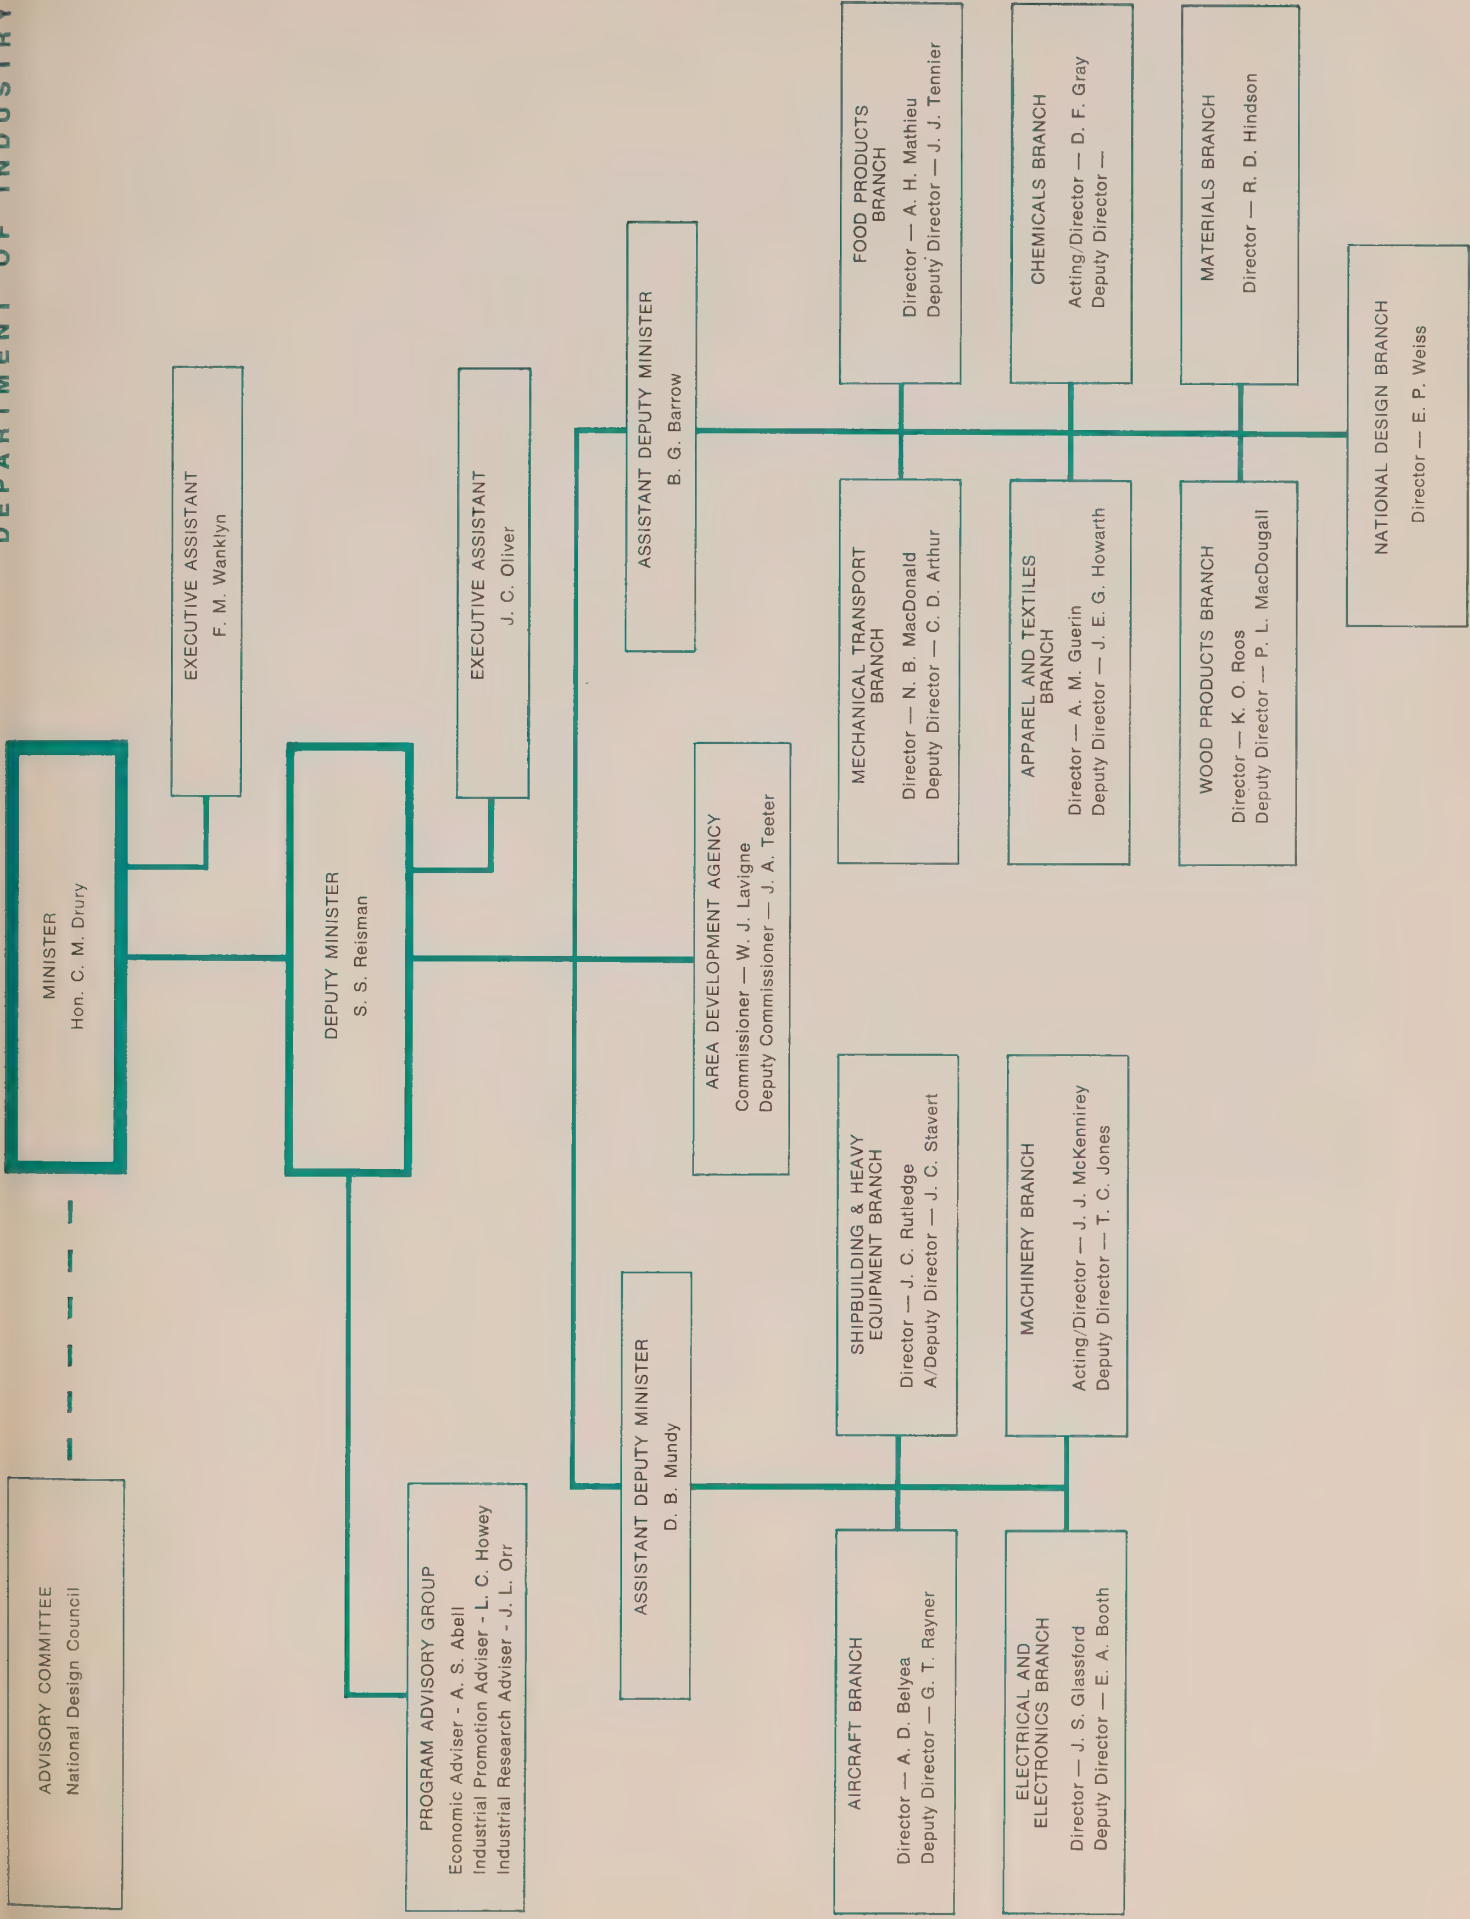 DEPARTMENT OF INDUSTRY
ADVISORY COMMITTEE
National Design Council
MINISTER
Hon. C. M. Drury
EXECUTIVE ASSISTANT
F. M. Wanklyn
DEPUTY MINISTER
S. S. Reisman
PROGRAM ADVISORY GROUP
Economic Adviser - A. S. Abell
Industrial Promotion Adviser - L. C. Howey
Industrial Research Adviser - J. L. Orr
EXECUTIVE ASSISTANT
J. C. Oliver
ASSISTANT DEPUTY MINISTER
D. B. Mundy
AREA DEVELOPMENT AGENCY
Commissioner — W. J. Lavigne
Deputy Commissioner — J. A. Teeter
ASSISTANT DEPUTY MINISTER
B. G. Barrow
AIRCRAFT BRANCH
Director — A. D. Belyea
Deputy Director — G. T. Rayner
SHIPBUILDING & HEAVY
EQUIPMENT BRANCH
Director — J. C. Rutledge
A/Deputy Director — J. C. Stavert
MECHANICAL TRANSPORT
BRANCH
Director — N. B. MacDonald
Deputy Director — C. D. Arthur
FOOD PRODUCTS
BRANCH
Director — A. H. Mathieu
Deputy Director — J. J. Tennier
ELECTRICAL AND
ELECTRONICS BRANCH
Director — J. S. Glassford
Deputy Director — E. A. Booth
MACHINERY BRANCH
Acting/Director — J. J. McKennirey
Deputy Director — T. C. Jones
APPAREL AND TEXTILES
BRANCH
Director — A. M. Guerin
Deputy Director — J. E. G. Howarth
CHEMICALS BRANCH
Acting/Director — D. F. Gray
Deputy Director —
WOOD PRODUCTS BRANCH
Director — K. O. Roos
Deputy Director — P. L. MacDougall
MATERIALS BRANCH
Director — R. D. Hindson
NATIONAL DESIGN BRANCH
Director — E. P. Weiss